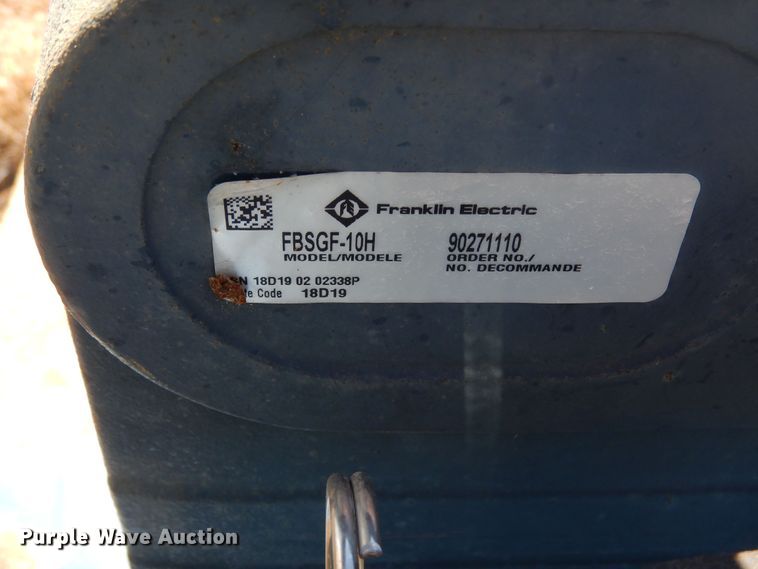 Franklin Electric
FBSGF-10H 90271110
MODEL/MODELE ORDER NO./
NO. DECOMMANDE
18D19 02 02338P
Code 18D19
Purple Wave Auction